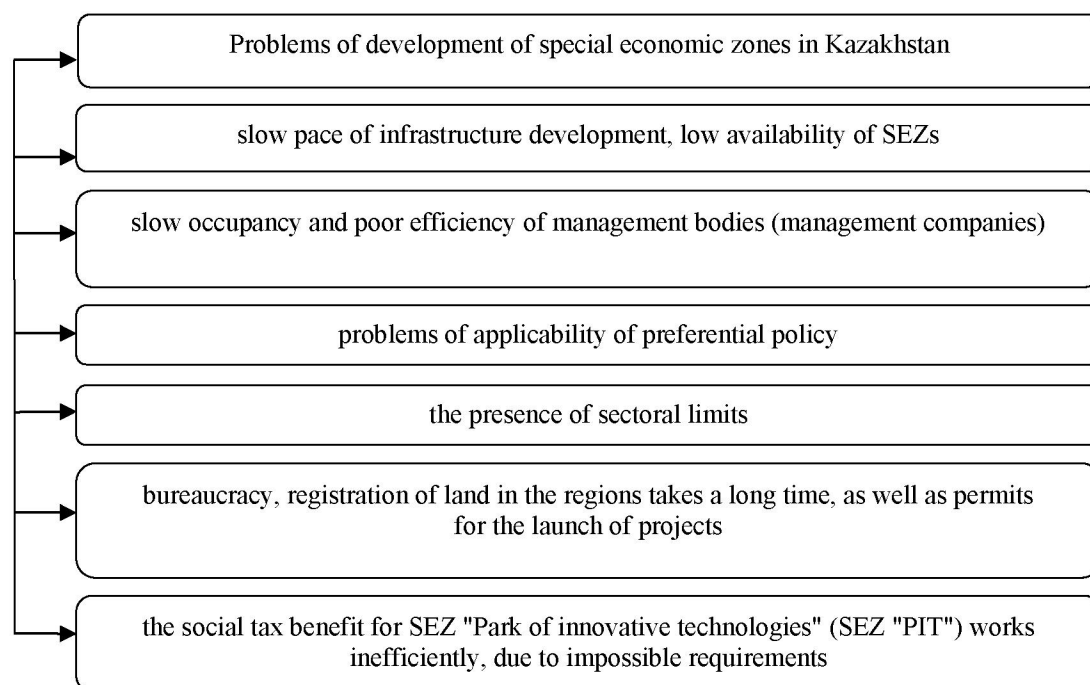 Problems of development of special economic zones in Kazakhstan
slow pace of infrastructure development, low availability of SEZs
slow occupancy and poor efficiency of management bodies (management companies)
problems of applicability of preferential policy
the presence of sectoral limits
bureaucracy, registration of land in the regions takes a long time, as well as permits
for the launch of projects
the social tax benefit for SEZ "Park of innovative technologies" (SEZ "PIT") works
inefficiently, due to impossible requirements